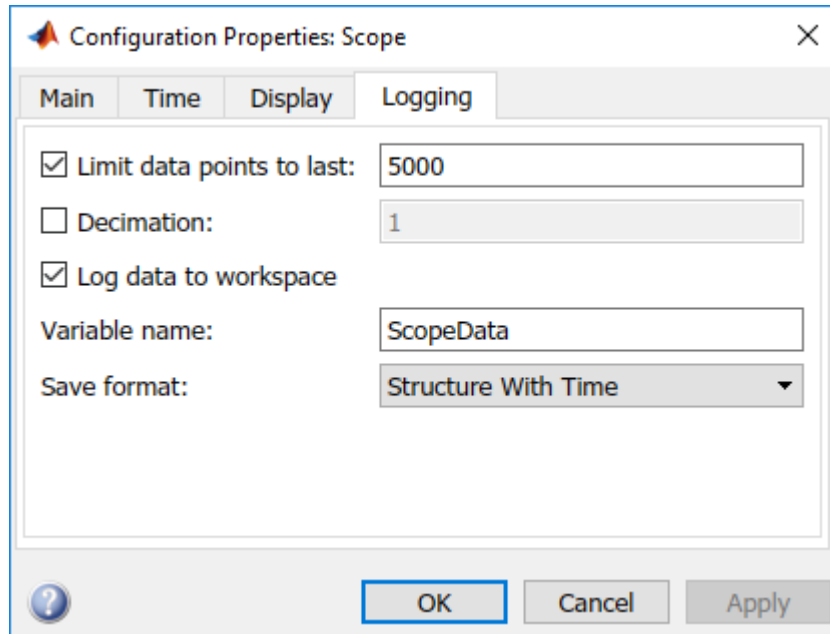 Configuration Properties: Scope
Main Time Display Logging
Limit data points to last: 5000
Decimation: 1
Log data to workspace
Variable name: ScopeData
Save format: Structure With Time
? OK Cancel Apply